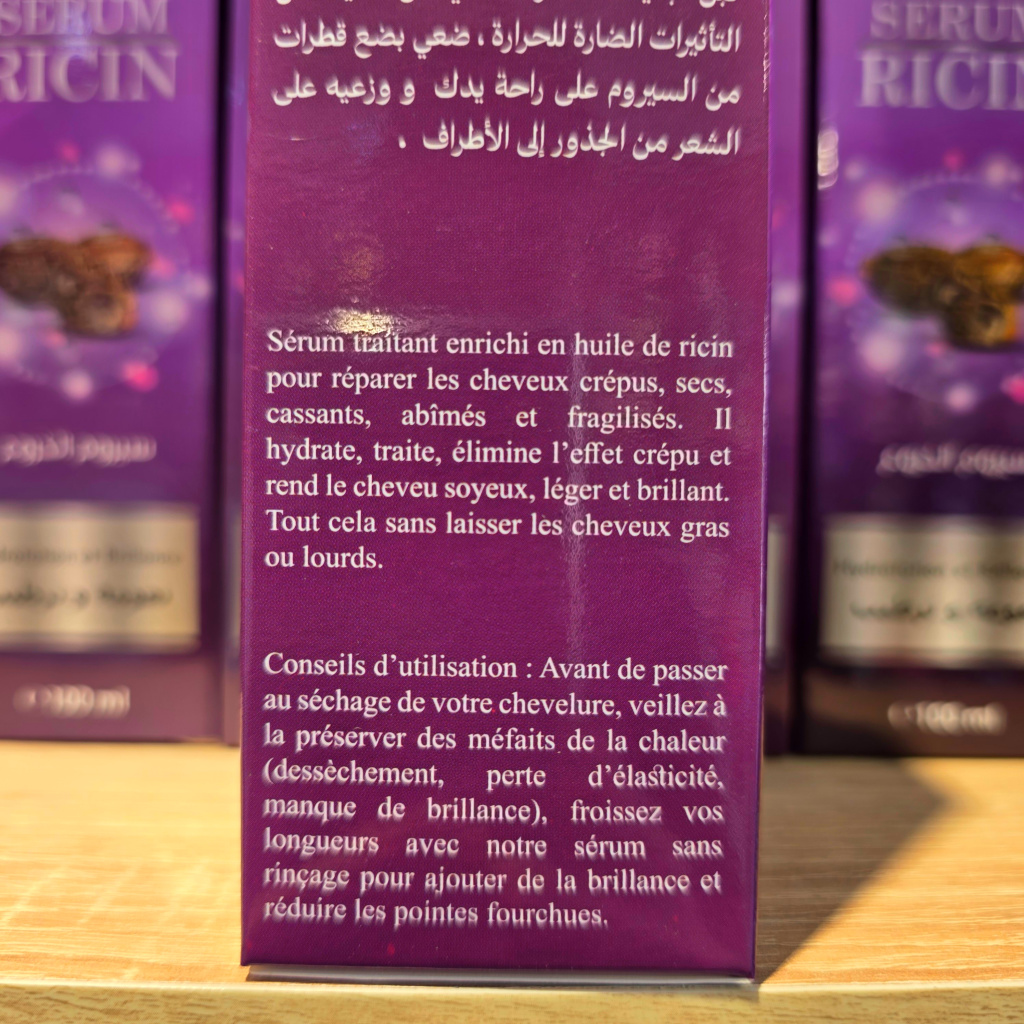 التأثيرات الضارة للحرارة ، ضعي بضع قطرات
من السيروم على راحة يدك و وزعيه على
الشعر من الجذور إلى الأطراف .
Sérum traitant enrichi en huile de ricin
pour réparer les cheveux crépus, secs,
cassants, abîmés et fragilisés. Il
hydrate, traite, élimine l’effet crépu et
rend le cheveu soyeux, léger et brillant.
Tout cela sans laisser les cheveux gras
ou lourds.
Conseils d’utilisation : Avant de passer
au séchage de votre chevelure, veillez à
la préserver des méfaits de la chaleur
(dessèchement, perte d’élasticité,
manque de brillance), froissez vos
longueurs avec notre sérum sans
rinçage pour ajouter de la brillance et
réduire les pointes fourchues.
SERUM
RICIN
سيروم الخروع
100 ml
SERUM
RICIN
سيروم الخروع
100 ml